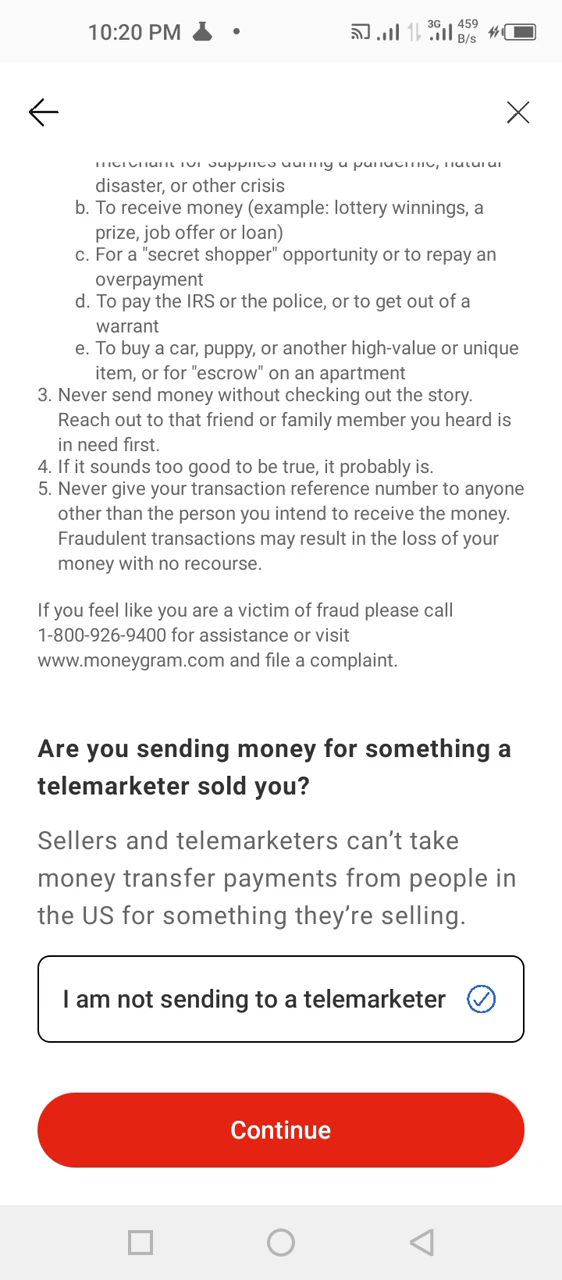 10:20 PM
3G
459
B/s
disaster, or other crisis
b. To receive money (example: lottery winnings, a
prize, job offer or loan)
c. For a "secret shopper" opportunity or to repay an
overpayment
d. To pay the IRS or the police, or to get out of a
warrant
e. To buy a car, puppy, or another high-value or unique
item, or for "escrow" on an apartment
3. Never send money without checking out the story.
Reach out to that friend or family member you heard is
in need first.
4. If it sounds too good to be true, it probably is.
5. Never give your transaction reference number to anyone
other than the person you intend to receive the money.
Fraudulent transactions may result in the loss of your
money with no recourse.
If you feel like you are a victim of fraud please call
1-800-926-9400 for assistance or visit
www.moneygram.com and file a complaint.
Are you sending money for something a
telemarketer sold you?
Sellers and telemarketers can’t take
money transfer payments from people in
the US for something they’re selling.
I am not sending to a telemarketer
Continue